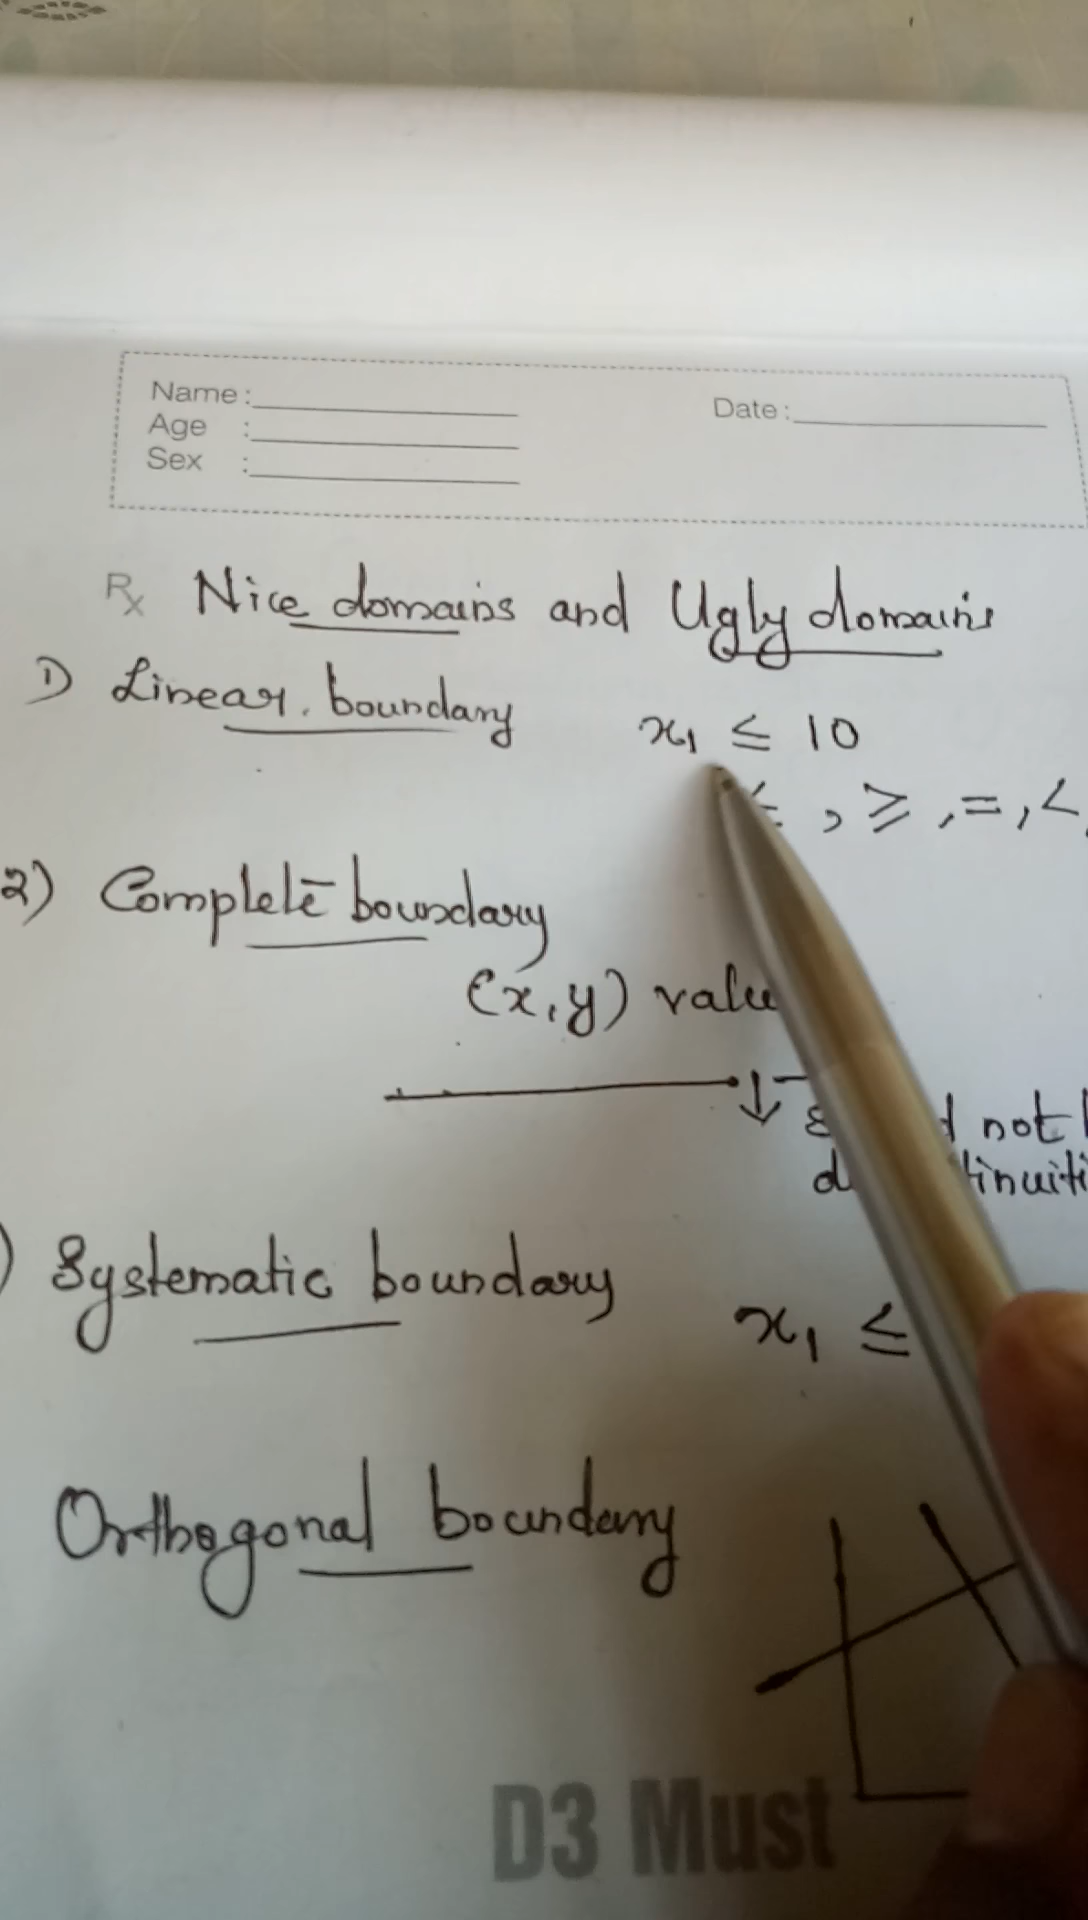 Name :
Date :
Age :
Sex :
Rx Nice domains and Ugly domains
1) Linear boundary x₁ ≤ 10
≤ , ≥ , = , <
2) Complete boundary
(x, y) value
not
Systematic boundary x₁ ≤
Orthogonal boundary
D3 Must